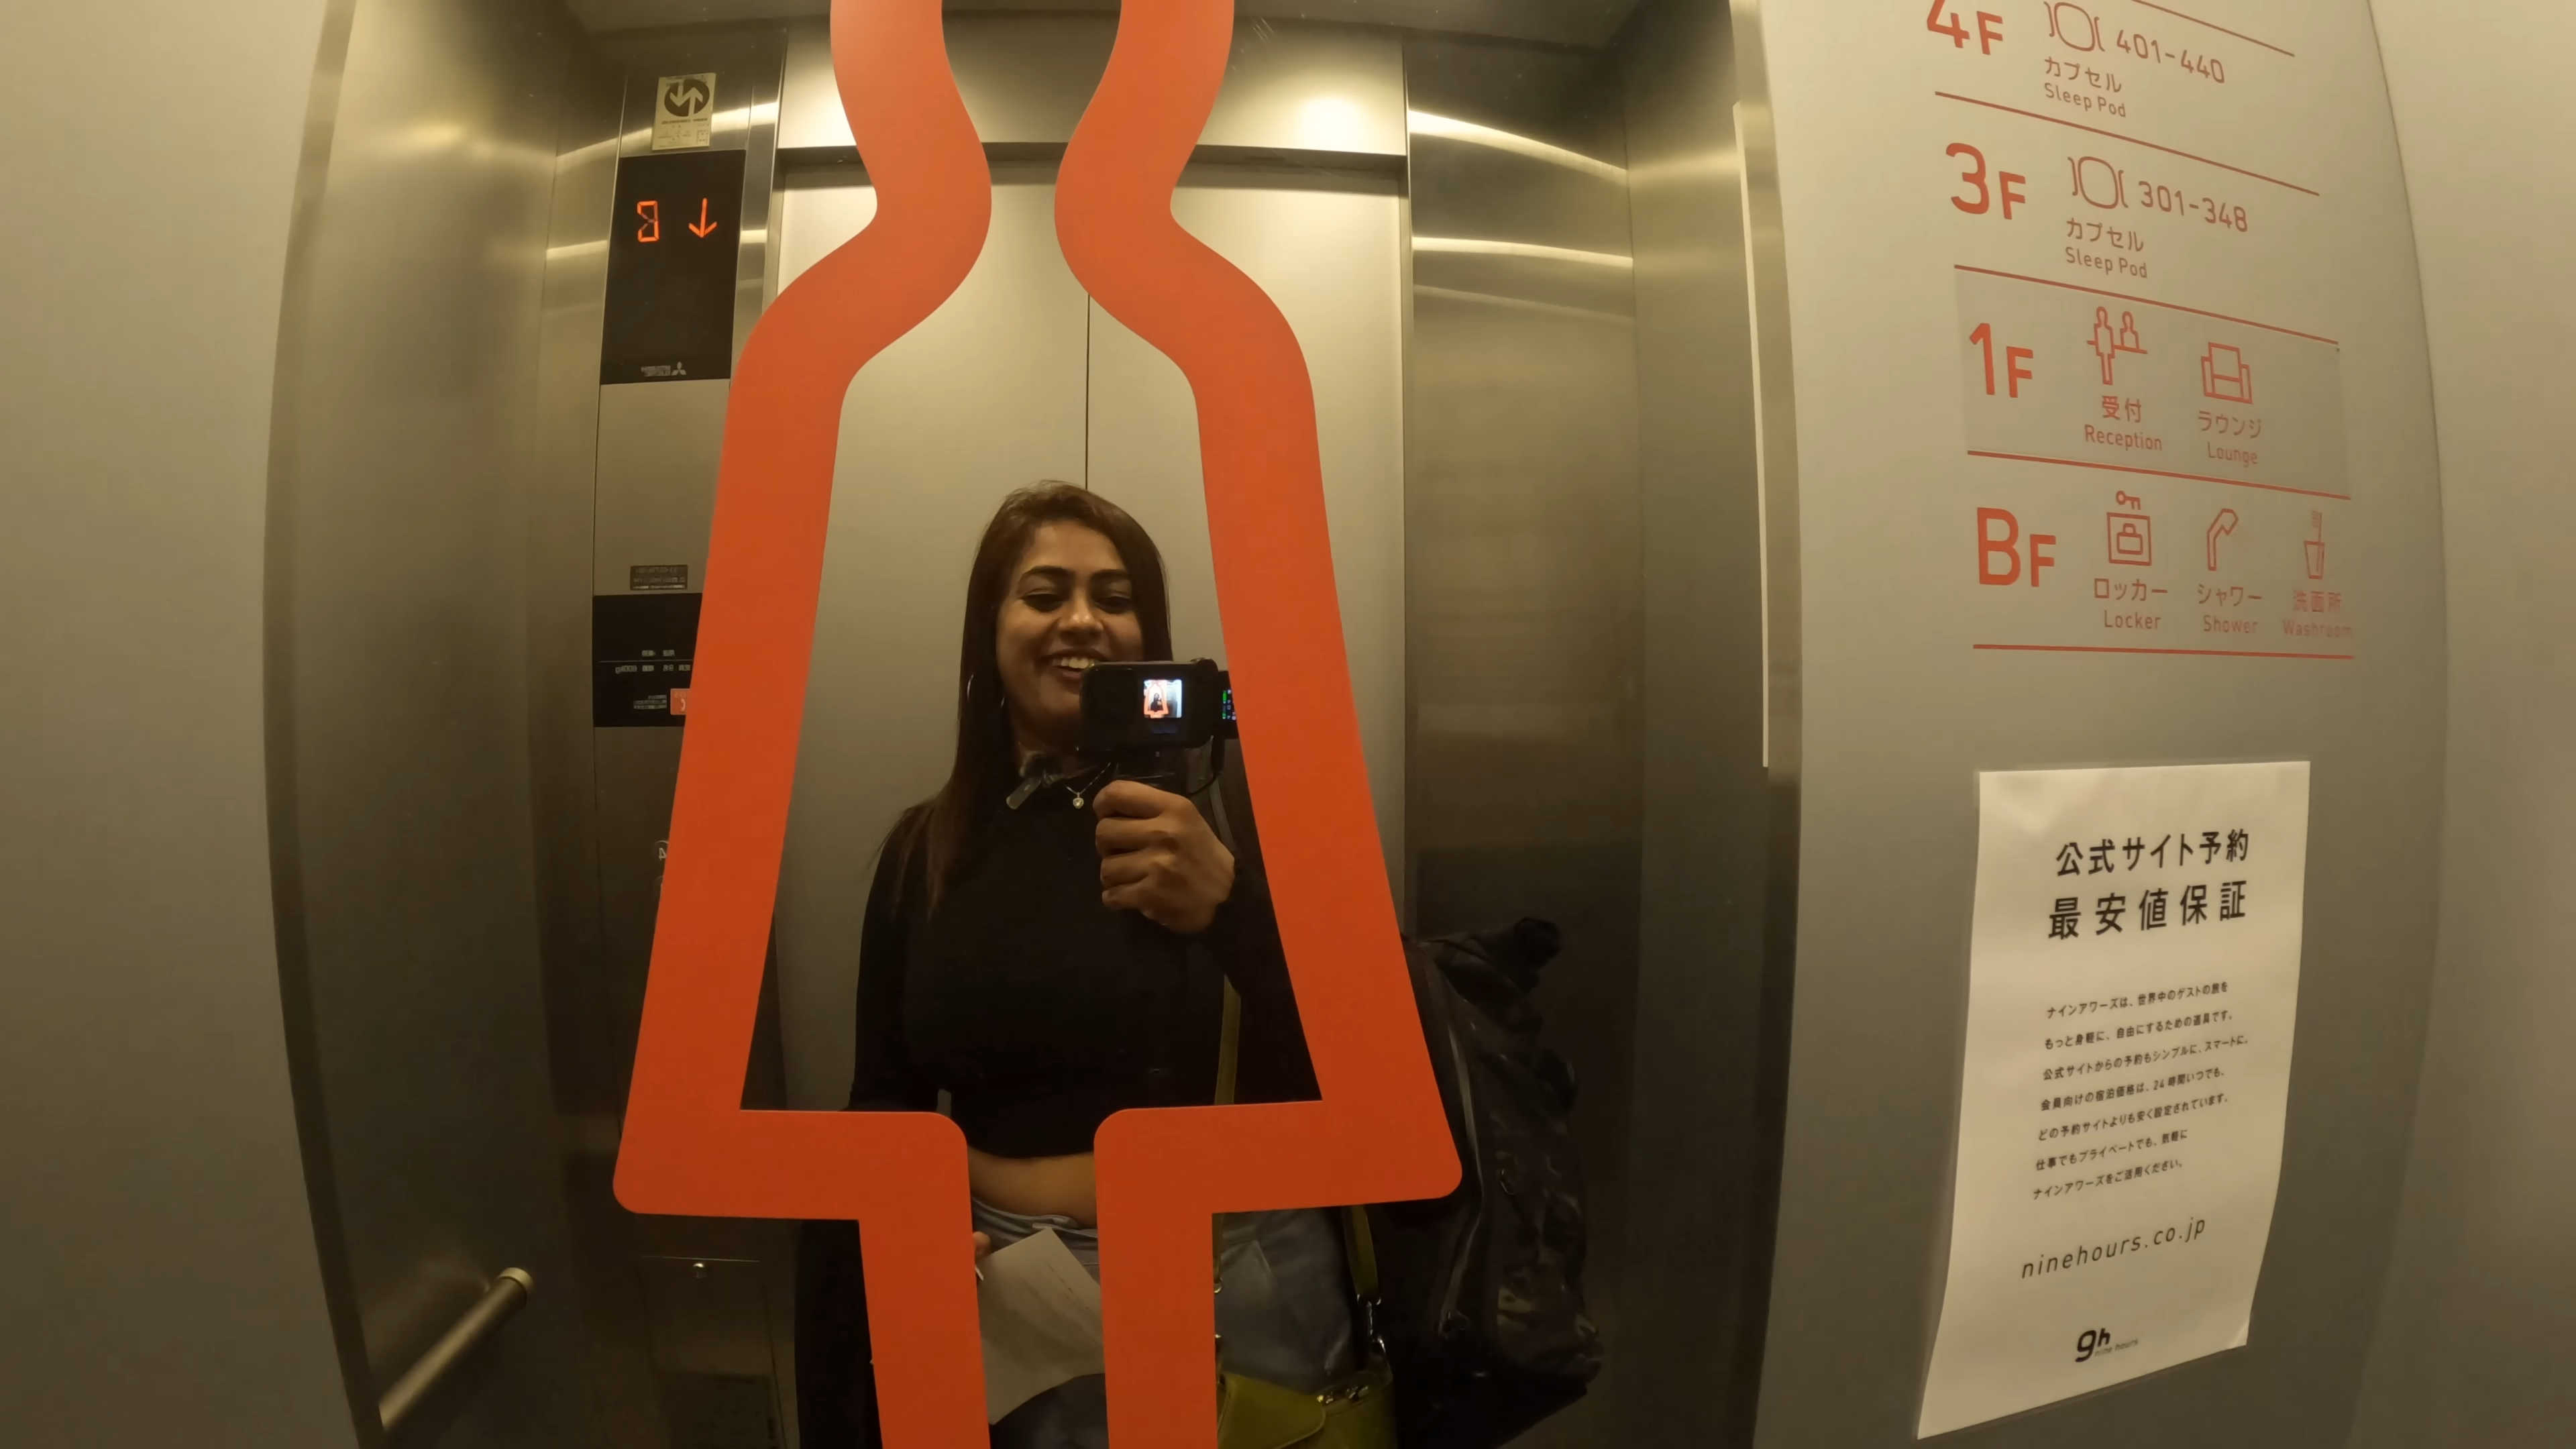 4F 401-440
カプセル
Sleep Pod
3F 301-348
カプセル
Sleep Pod
1F
受付 ラウンジ
Reception Lounge
BF
ロッカー シャワー 洗面所
Locker Shower Washroom
公式サイト予約
最安値保証
ナインアワーズは、世界中のゲストの旅を
もっと身軽に、自由にするための道具です。
公式サイトからの予約もシンプルに、スマートに。
会員向けの宿泊価格は、24時間いつでも、
どの予約サイトよりも安く設定されています。
仕事でもプライベートでも、気軽に
ナインアワーズをご活用ください。
ninehours.co.jp
9h nine hours